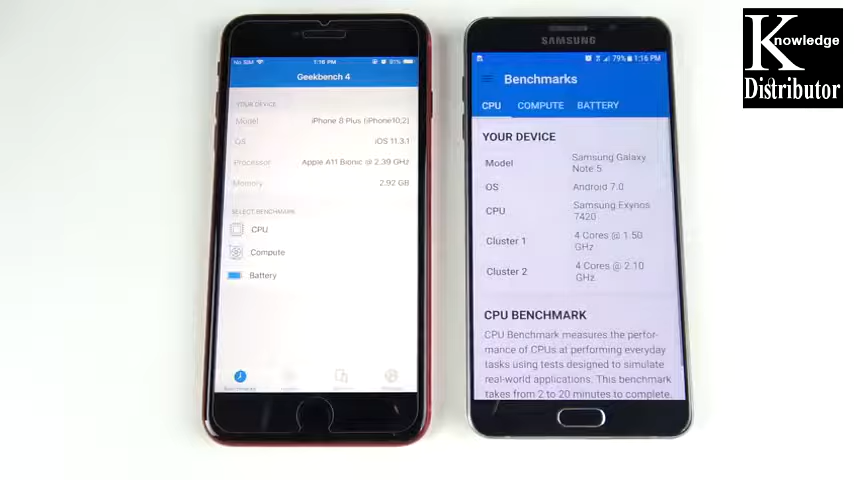 No SIM
1:16 PM
Geekbench 4
YOUR DEVICE
Model iPhone 8 Plus (iPhone10,2)
OS iOS 11.3.1
Processor Apple A11 Bionic @ 2.39 GHz
Memory 2.92 GB
SELECT BENCHMARK
CPU
Compute
Battery
SAMSUNG
79% 1:16 PM
Benchmarks
CPU COMPUTE BATTERY
YOUR DEVICE
Model Samsung Galaxy
Note 5
OS Android 7.0
CPU Samsung Exynos
7420
Cluster 1 4 Cores @ 1.50
GHz
Cluster 2 4 Cores @ 2.10
GHz
CPU BENCHMARK
CPU Benchmark measures the perfor-
mance of CPUs at performing everyday
tasks using tests designed to simulate
real-world applications. This benchmark
takes from 2 to 20 minutes to complete.
Knowledge
Distributor